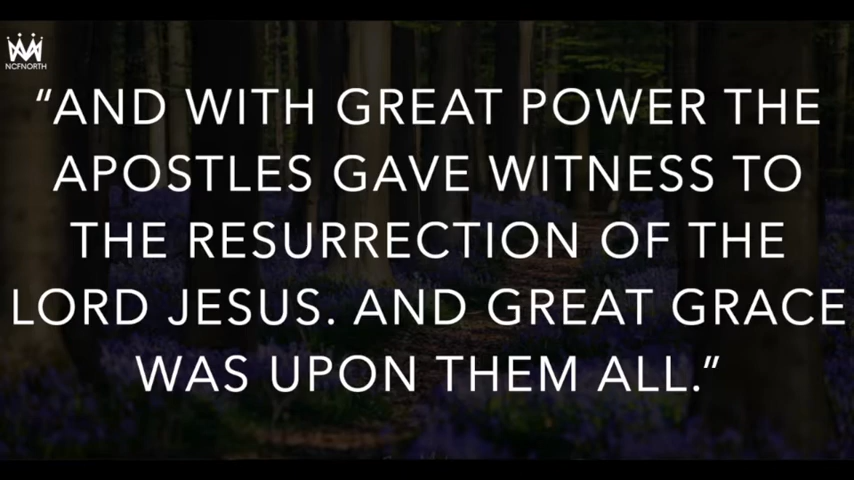 NCFNORTH
“AND WITH GREAT POWER THE
APOSTLES GAVE WITNESS TO
THE RESURRECTION OF THE
LORD JESUS. AND GREAT GRACE
WAS UPON THEM ALL.”